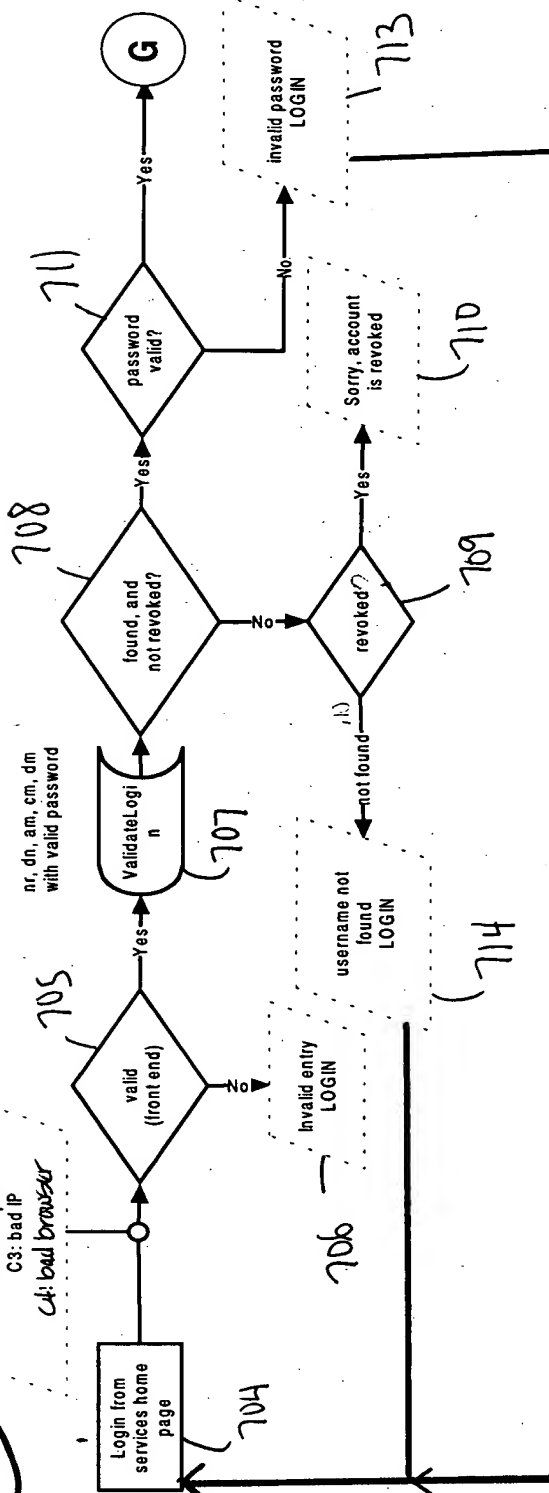 C3: bad IP
C4: bad browser
Login from
services home
page
704
valid
(front end)
705
Yes
No
Invalid entry
LOGIN
706
nr, dn, am, cm, dm
with valid password
ValidateLogi
n
707
found, and
not revoked?
708
Yes
No
revoked?
709
not found
Yes
username not
found
LOGIN
714
Sorry, account
is revoked
710
password
valid?
711
Yes
No
invalid password
LOGIN
713
G